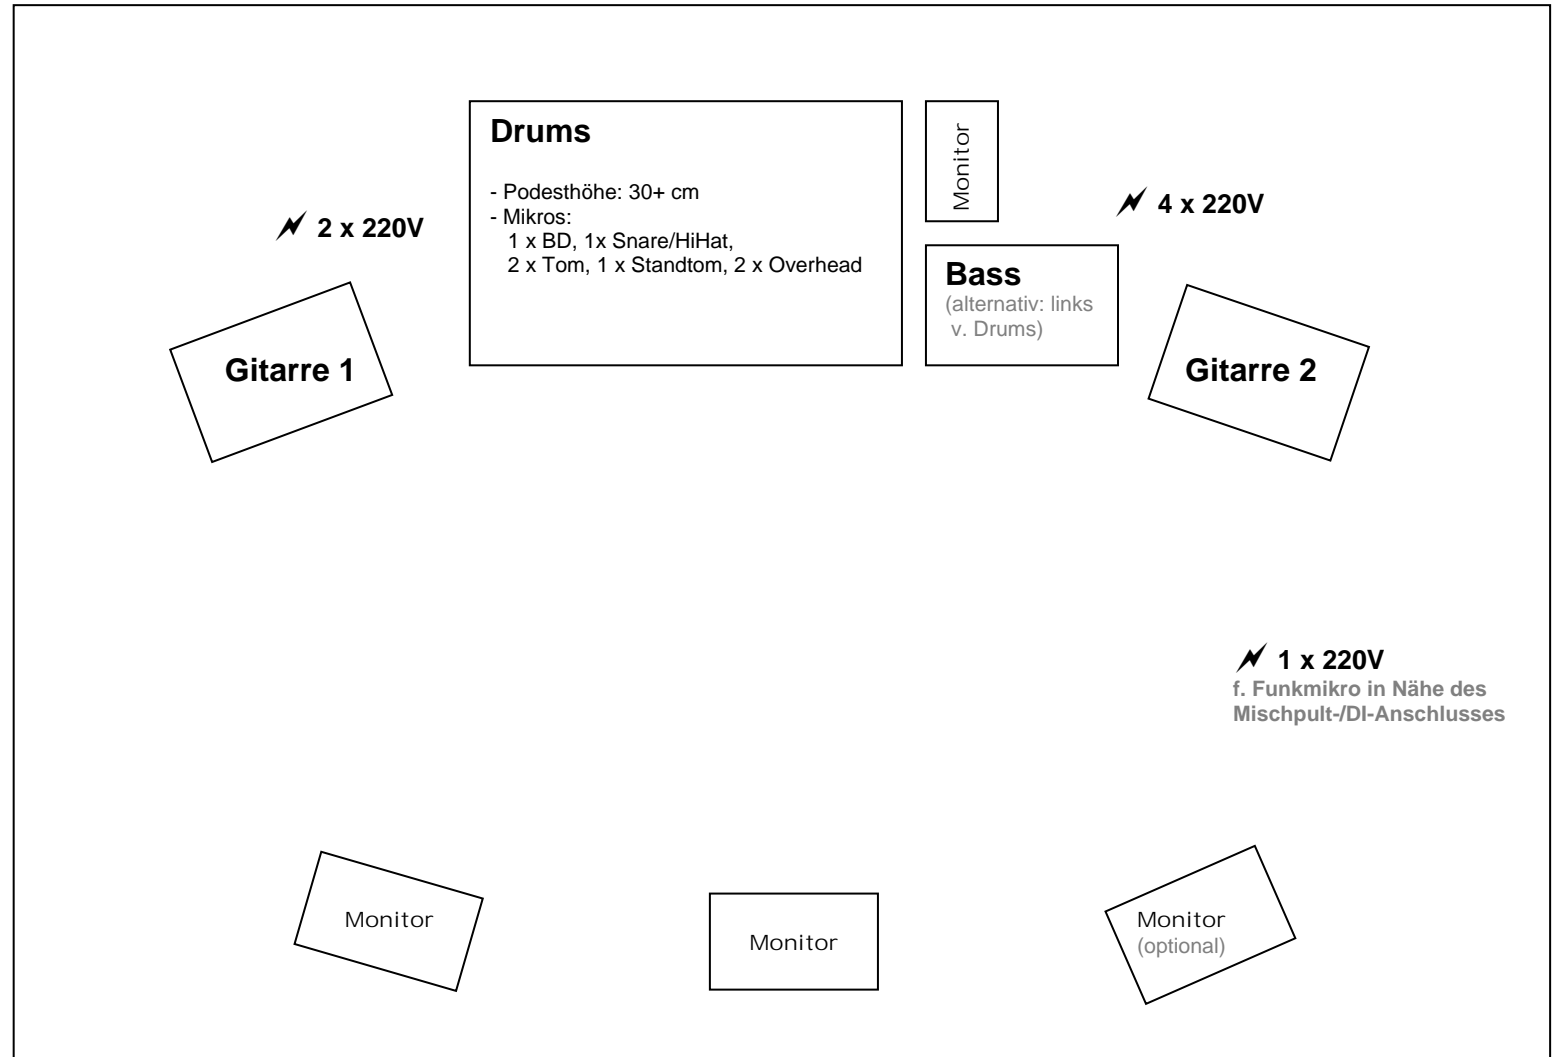 Drums
- Podesthöhe: 30+ cm
- Mikros:
1 x BD, 1x Snare/HiHat,
2 x Tom, 1 x Standtom, 2 x Overhead
Monitor
2 x 220V
4 x 220V
Bass
(alternativ: links
v. Drums)
Gitarre 1
Gitarre 2
1 x 220V
f. Funkmikro in Nähe des
Mischpult-/DI-Anschlusses
Monitor
Monitor
Monitor
(optional)